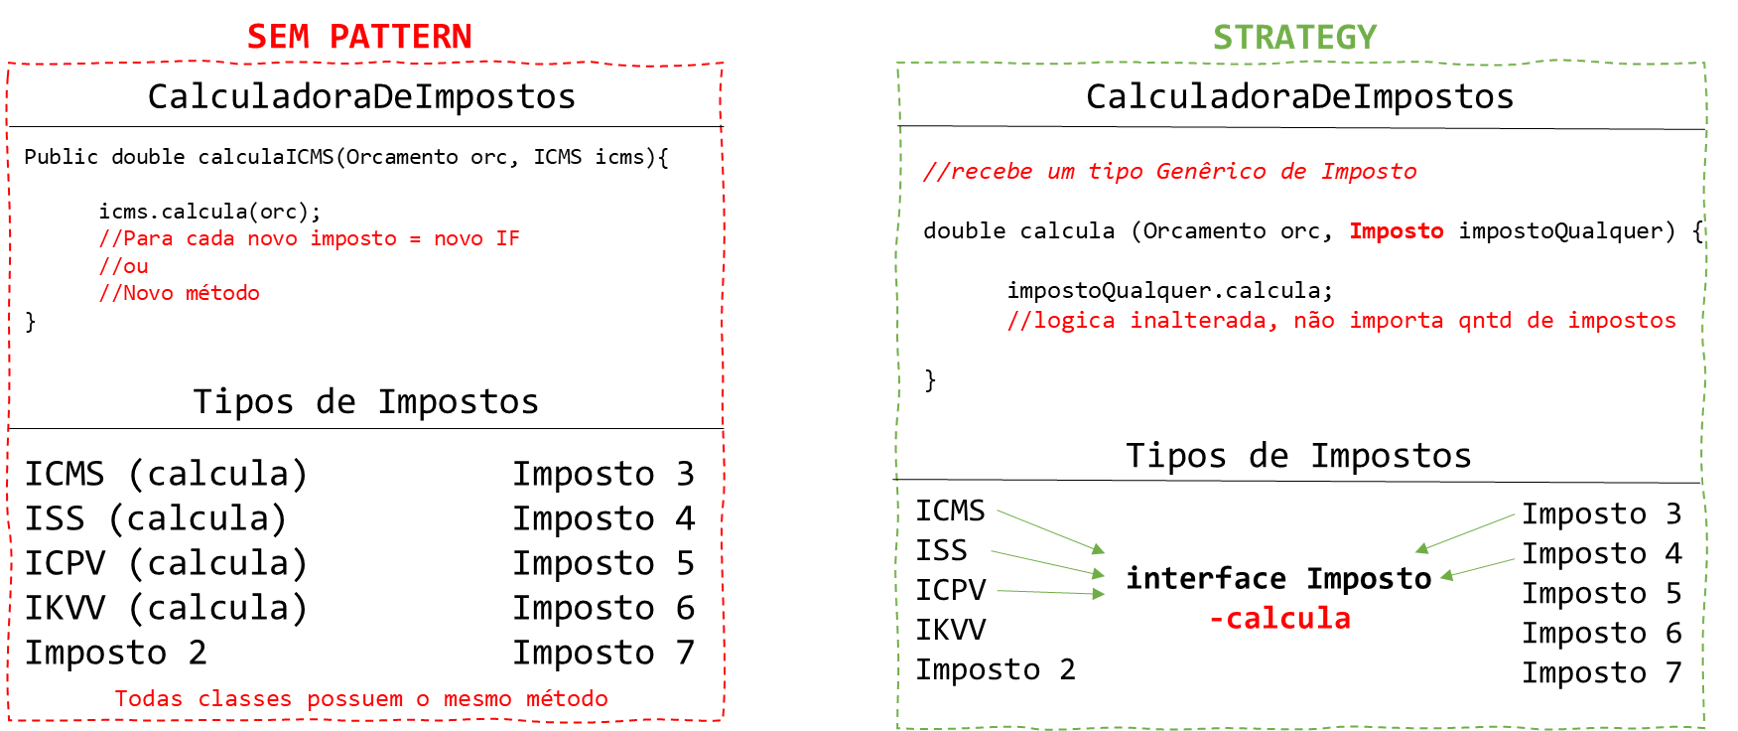 SEM PATTERN
CalculadoraDeImpostos
Public double calculaICMS(Orcamento orc, ICMS icms){
icms.calcula(orc);
//Para cada novo imposto = novo IF
//ou
//Novo método
}
Tipos de Impostos
ICMS (calcula)
ISS (calcula)
ICPV (calcula)
IKVV (calcula)
Imposto 2
Imposto 3
Imposto 4
Imposto 5
Imposto 6
Imposto 7
Todas classes possuem o mesmo método
STRATEGY
CalculadoraDeImpostos
//recebe um tipo Genêrico de Imposto
double calcula (Orcamento orc, Imposto impostoQualquer) {
impostoQualquer.calcula;
//logica inalterada, não importa qntd de impostos
}
Tipos de Impostos
ICMS
ISS
ICPV
IKVV
Imposto 2
interface Imposto
-calcula
Imposto 3
Imposto 4
Imposto 5
Imposto 6
Imposto 7